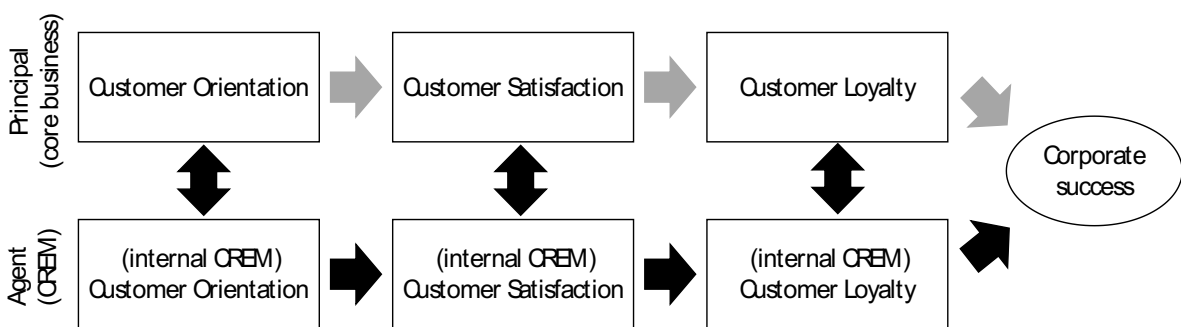 Principal
(core business)
Customer Orientation
Customer Satisfaction
Customer Loyalty
Corporate
success
Agent
(CREM)
(internal CREM)
Customer Orientation
(internal CREM)
Customer Satisfaction
(internal CREM)
Customer Loyalty